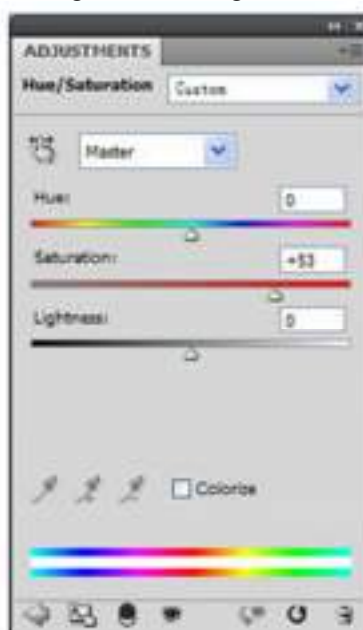 ADJUSTMENTS
Hue/Saturation Custom
Master
Hue: 0
Saturation: +53
Lightness: 0
Colorize